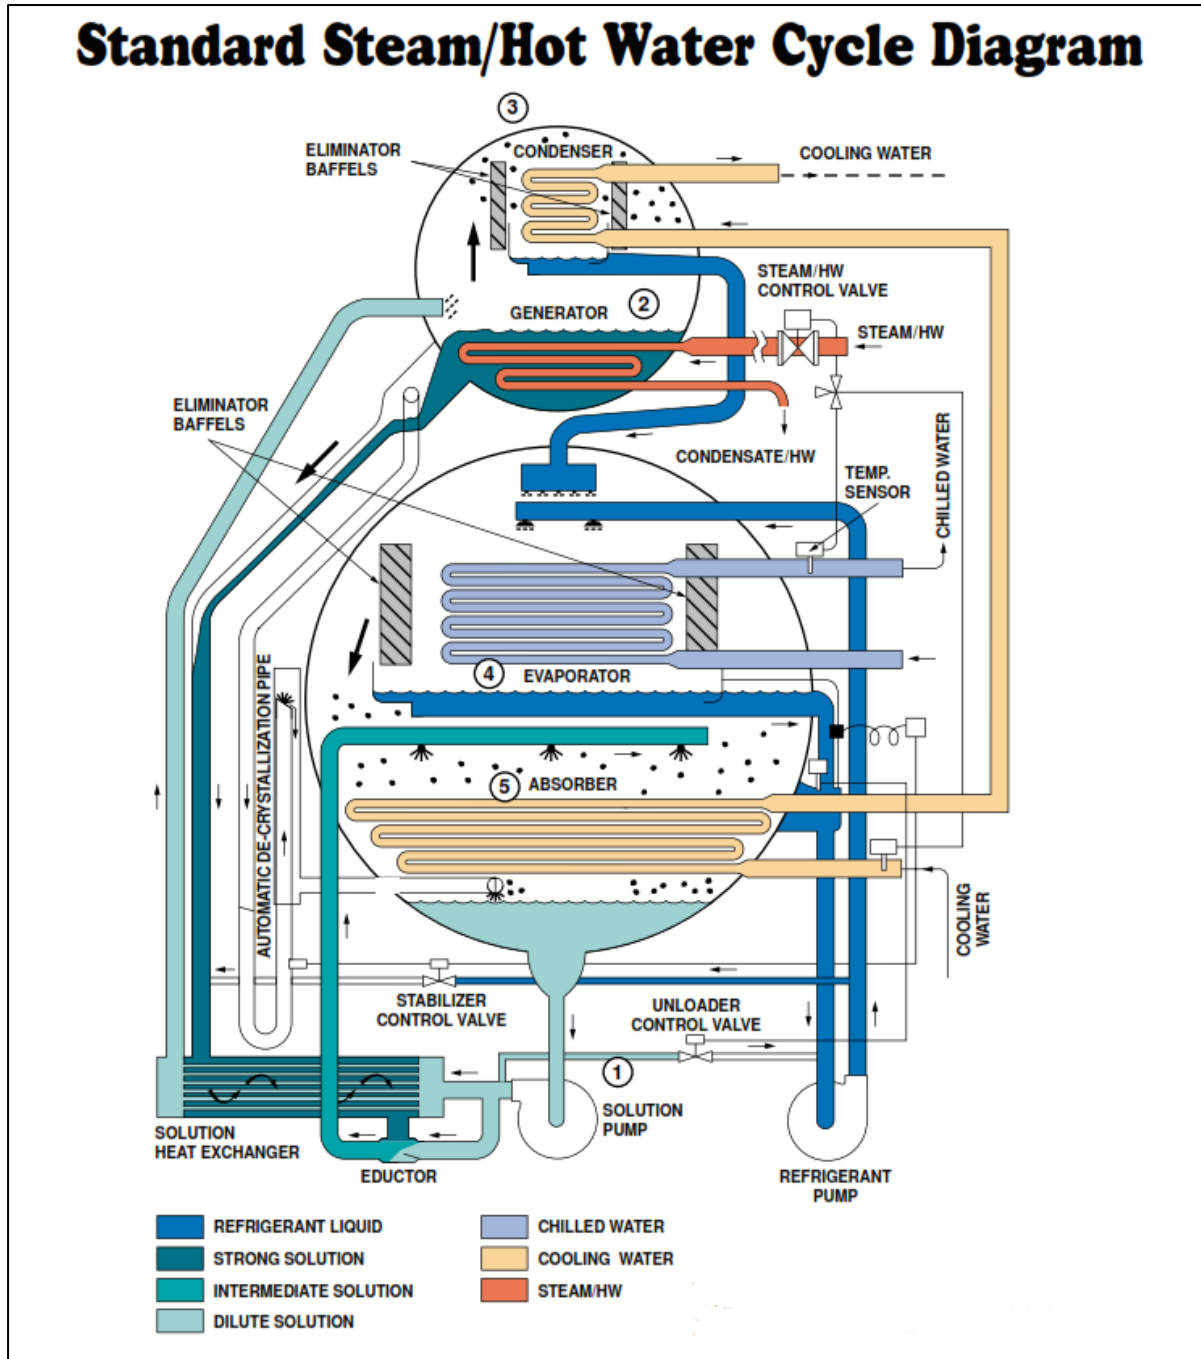 Standard Steam/Hot Water Cycle Diagram
3
ELIMINATOR
BAFFELS
CONDENSER
COOLING WATER
STEAM/HW
CONTROL VALVE
2
GENERATOR
STEAM/HW
ELIMINATOR
BAFFELS
CONDENSATE/HW
TEMP.
SENSOR
CHILLED WATER
4
EVAPORATOR
AUTOMATIC DE-CRYSTALLIZATION PIPE
5
ABSORBER
COOLING
WATER
STABILIZER
CONTROL VALVE
UNLOADER
CONTROL VALVE
1
SOLUTION
PUMP
SOLUTION
HEAT EXCHANGER
EDUCTOR
REFRIGERANT
PUMP
REFRIGERANT LIQUID
STRONG SOLUTION
INTERMEDIATE SOLUTION
DILUTE SOLUTION
CHILLED WATER
COOLING WATER
STEAM/HW